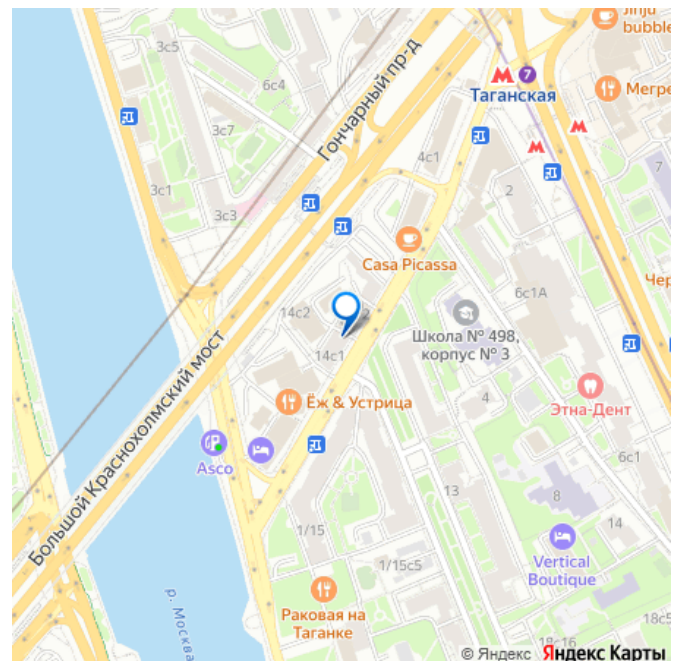 Jinju
bubble
3с5
6с4
7
Таганская
Мегре
Гончарный пр-д
3с7
4с1
3с1
2
7
3с3
Casa Picassa
Чер
6с1А
14с2
2
Школа № 498,
корпус № 3
14с1
Большой Краснохолмский мост
Ёж & Устрица
4
Этна-Дент
Asco
6с1
13
8
14
1/15
Vertical
Boutique
1/15с5
р. Москва
Раковая на
Таганке
18с5
18с16
© Яндекс Яндекс Карты